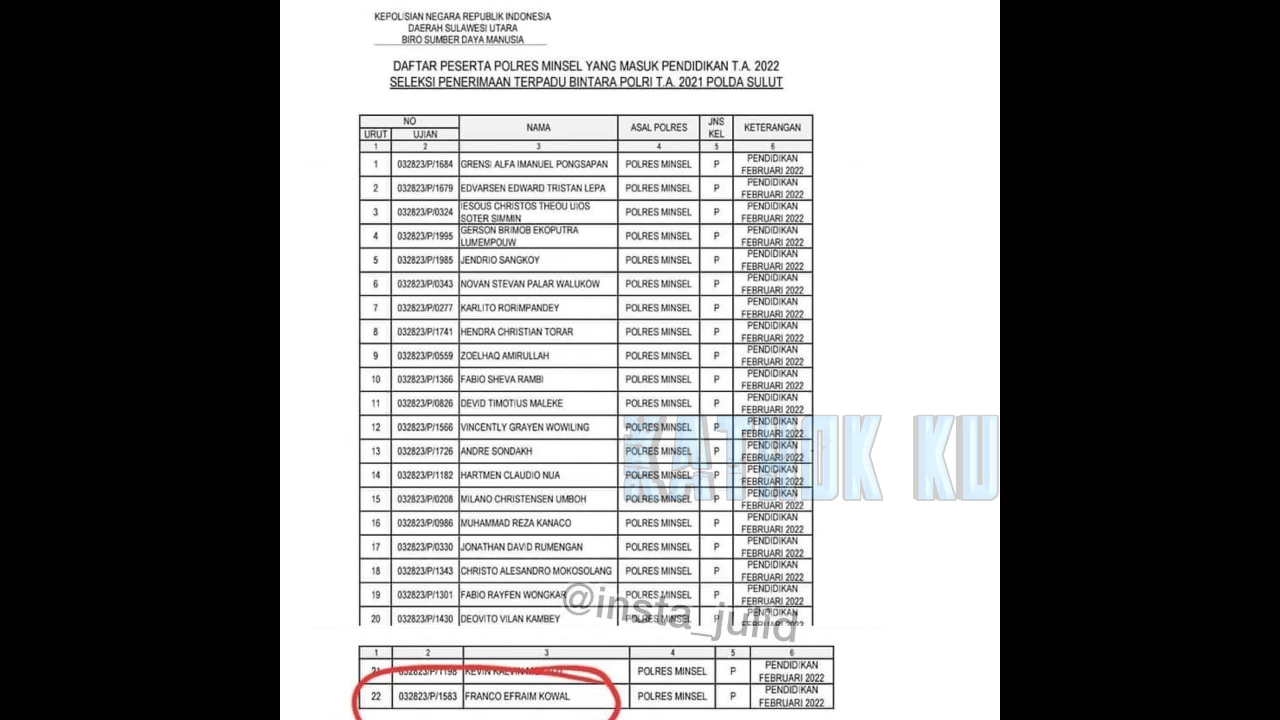 KEPOLISIAN NEGARA REPUBLIK INDONESIA
DAERAH SULAWESI UTARA
BIRO SUMBER DAYA MANUSIA
DAFTAR PESERTA POLRES MINSEL YANG MASUK PENDIDIKAN T.A. 2022
SELEKSI PENERIMAAN TERPADU BINTARA POLRI T.A. 2021 POLDA SULUT
NO NAMA ASAL POLRES JNS KEL KETERANGAN
URUT UJIAN
1 2 3 4 5 6
1 032823/P/1684 GRENSI ALFA IMANUEL PONGSAPAN POLRES MINSEL P PENDIDIKAN FEBRUARI 2022
2 032823/P/1679 EDVARSEN EDWARD TRISTAN LEPA POLRES MINSEL P PENDIDIKAN FEBRUARI 2022
3 032823/P/0324 IESOUS CHRISTOS THEOU UIOS SOTER SIMMIN POLRES MINSEL P PENDIDIKAN FEBRUARI 2022
4 032823/P/1995 GERSON BRIMOB EKOPUTRA LUMEMPOUW POLRES MINSEL P PENDIDIKAN FEBRUARI 2022
5 032823/P/1985 JENDRIO SANGKOY POLRES MINSEL P PENDIDIKAN FEBRUARI 2022
6 032823/P/0343 NOVAN STEVAN PALAR WALUKOW POLRES MINSEL P PENDIDIKAN FEBRUARI 2022
7 032823/P/0277 KARLITO RORIMPANDEY POLRES MINSEL P PENDIDIKAN FEBRUARI 2022
8 032823/P/1741 HENDRA CHRISTIAN TORAR POLRES MINSEL P PENDIDIKAN FEBRUARI 2022
9 032823/P/0559 ZOELHAQ AMIRULLAH POLRES MINSEL P PENDIDIKAN FEBRUARI 2022
10 032823/P/1366 FABIO SHEVA RAMBI POLRES MINSEL P PENDIDIKAN FEBRUARI 2022
11 032823/P/0826 DEVID TIMOTIUS MALEKE POLRES MINSEL P PENDIDIKAN FEBRUARI 2022
12 032823/P/1566 VINCENTLY GRAYEN WOWILING POLRES MINSEL P PENDIDIKAN FEBRUARI 2022
13 032823/P/1726 ANDRE SONDAKH POLRES MINSEL P PENDIDIKAN FEBRUARI 2022
14 032823/P/1182 HARTMEN CLAUDIO NUA POLRES MINSEL P PENDIDIKAN FEBRUARI 2022
15 032823/P/0208 MILANO CHRISTENSEN UMBOH POLRES MINSEL P PENDIDIKAN FEBRUARI 2022
16 032823/P/0986 MUHAMMAD REZA KANACO POLRES MINSEL P PENDIDIKAN FEBRUARI 2022
17 032823/P/0330 JONATHAN DAVID RUMENGAN POLRES MINSEL P PENDIDIKAN FEBRUARI 2022
18 032823/P/1343 CHRISTO ALESANDRO MOKOSOLANG POLRES MINSEL P PENDIDIKAN FEBRUARI 2022
19 032823/P/1301 FABIO RAYFEN WONGKAR POLRES MINSEL P PENDIDIKAN FEBRUARI 2022
20 032823/P/1430 DEOVITO VILAN KAMBEY POLRES MINSEL P PENDIDIKAN FEBRUARI 2022
KATHOK KU
@insta_julid
1 2 3 4 5 6
21 032823/P/1198 KEVIN KALVIN POLRES MINSEL P PENDIDIKAN FEBRUARI 2022
22 032823/P/1583 FRANCO EFRAIM KOWAL POLRES MINSEL P PENDIDIKAN FEBRUARI 2022